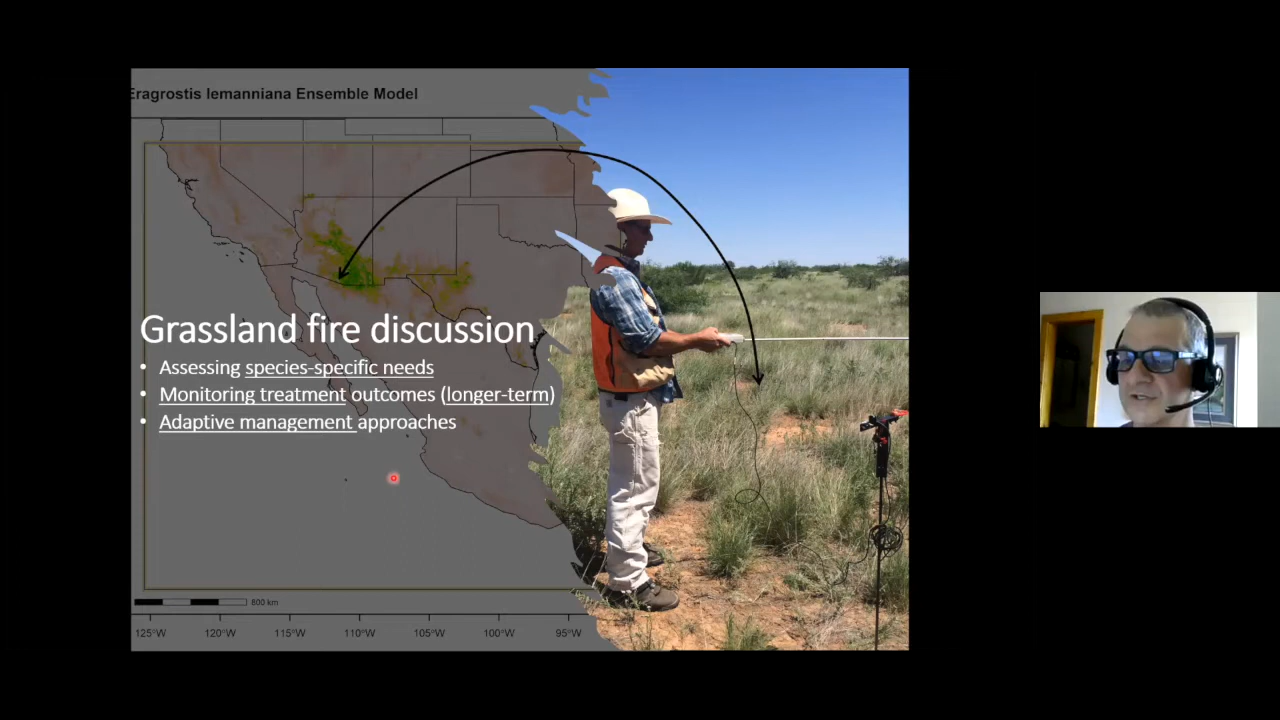 Eragrostis lemanniana Ensemble Model
Grassland fire discussion
• Assessing species-specific needs
• Monitoring treatment outcomes (longer-term)
• Adaptive management approaches
800 km
125°W 120°W 115°W 110°W 105°W 100°W 95°W